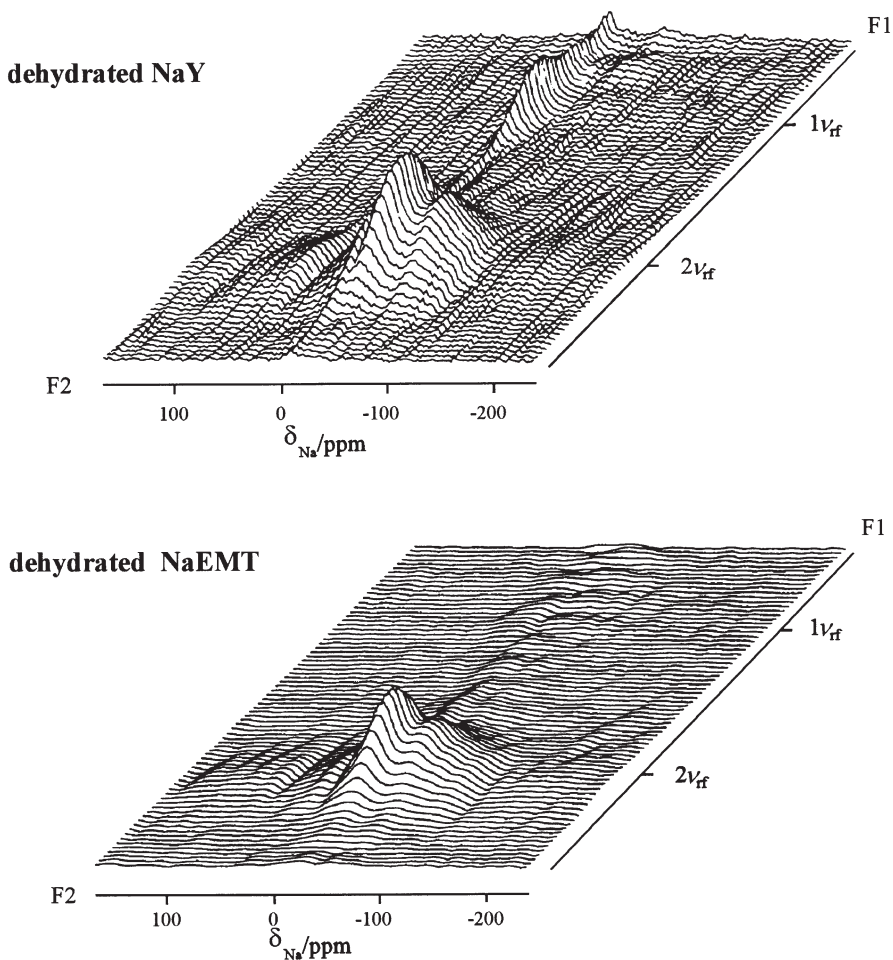 F1
dehydrated NaY
1νrf
2νrf
F2
100 0 -100 -200
δNa/ppm
F1
dehydrated NaEMT
1νrf
2νrf
F2
100 0 -100 -200
δNa/ppm